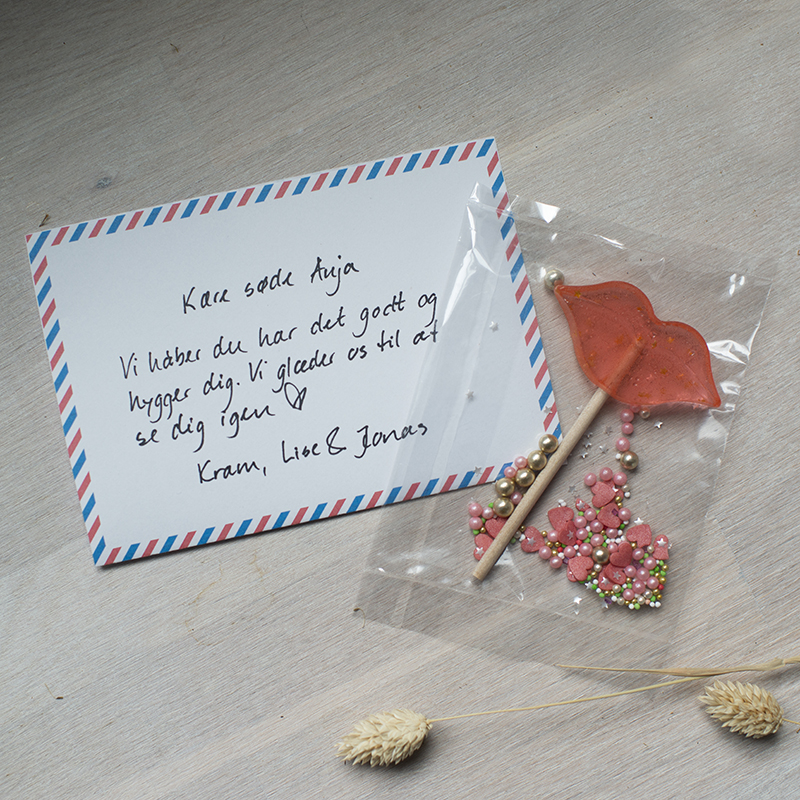 Kære søde Anja
Vi håber du har det godt og
hygger dig. Vi glæder os til at
se dig igen ♡
Kram, Lise & Jonas